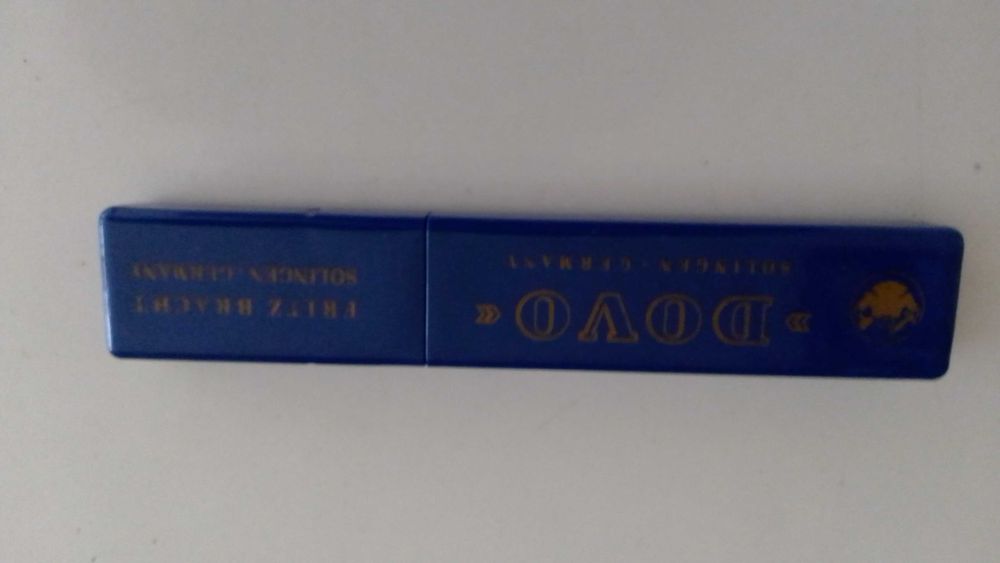 « DOVO »
SOLINGEN · GERMANY
FRITZ BRACHT
SOLINGEN - GERMANY